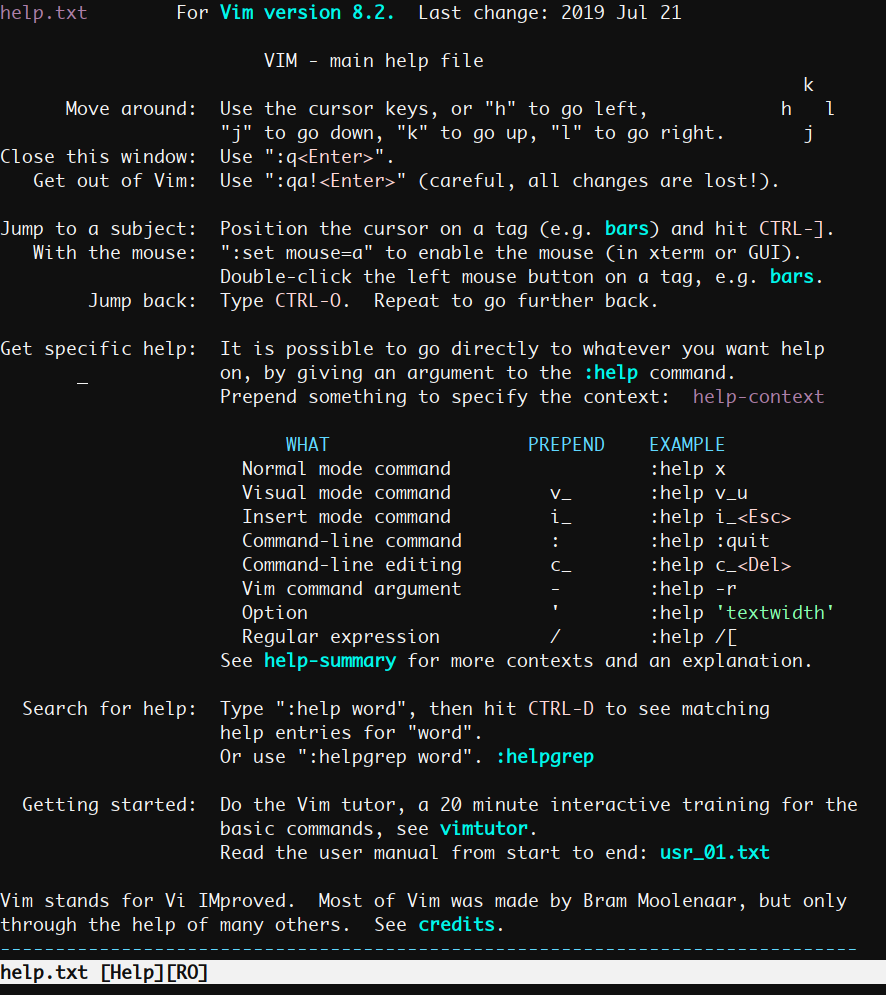 help.txt        For Vim version 8.2.  Last change: 2019 Jul 21

                        VIM - main help file
                                                                         k
      Move around:  Use the cursor keys, or "h" to go left,            h   l
                    "j" to go down, "k" to go up, "l" to go right.       j
Close this window:  Use ":q<Enter>".
   Get out of Vim:  Use ":qa!<Enter>" (careful, all changes are lost!).

Jump to a subject:  Position the cursor on a tag (e.g. bars) and hit CTRL-].
   With the mouse:  ":set mouse=a" to enable the mouse (in xterm or GUI).
                    Double-click the left mouse button on a tag, e.g. bars.
        Jump back:  Type CTRL-O.  Repeat to go further back.

Get specific help:  It is possible to go directly to whatever you want help
       _            on, by giving an argument to the :help command.
                    Prepend something to specify the context:  help-context

                          WHAT                  PREPEND    EXAMPLE
                      Normal mode command                  :help x
                      Visual mode command         v_       :help v_u
                      Insert mode command         i_       :help i_<Esc>
                      Command-line command        :        :help :quit
                      Command-line editing        c_       :help c_<Del>
                      Vim command argument        -        :help -r
                      Option                      '        :help 'textwidth'
                      Regular expression          /        :help /[
                    See help-summary for more contexts and an explanation.

  Search for help:  Type ":help word", then hit CTRL-D to see matching
                    help entries for "word".
                    Or use ":helpgrep word". :helpgrep

  Getting started:  Do the Vim tutor, a 20 minute interactive training for the
                    basic commands, see vimtutor.
                    Read the user manual from start to end: usr_01.txt

Vim stands for Vi IMproved.  Most of Vim was made by Bram Moolenaar, but only
through the help of many others.  See credits.
------------------------------------------------------------------------------
help.txt [Help][RO]